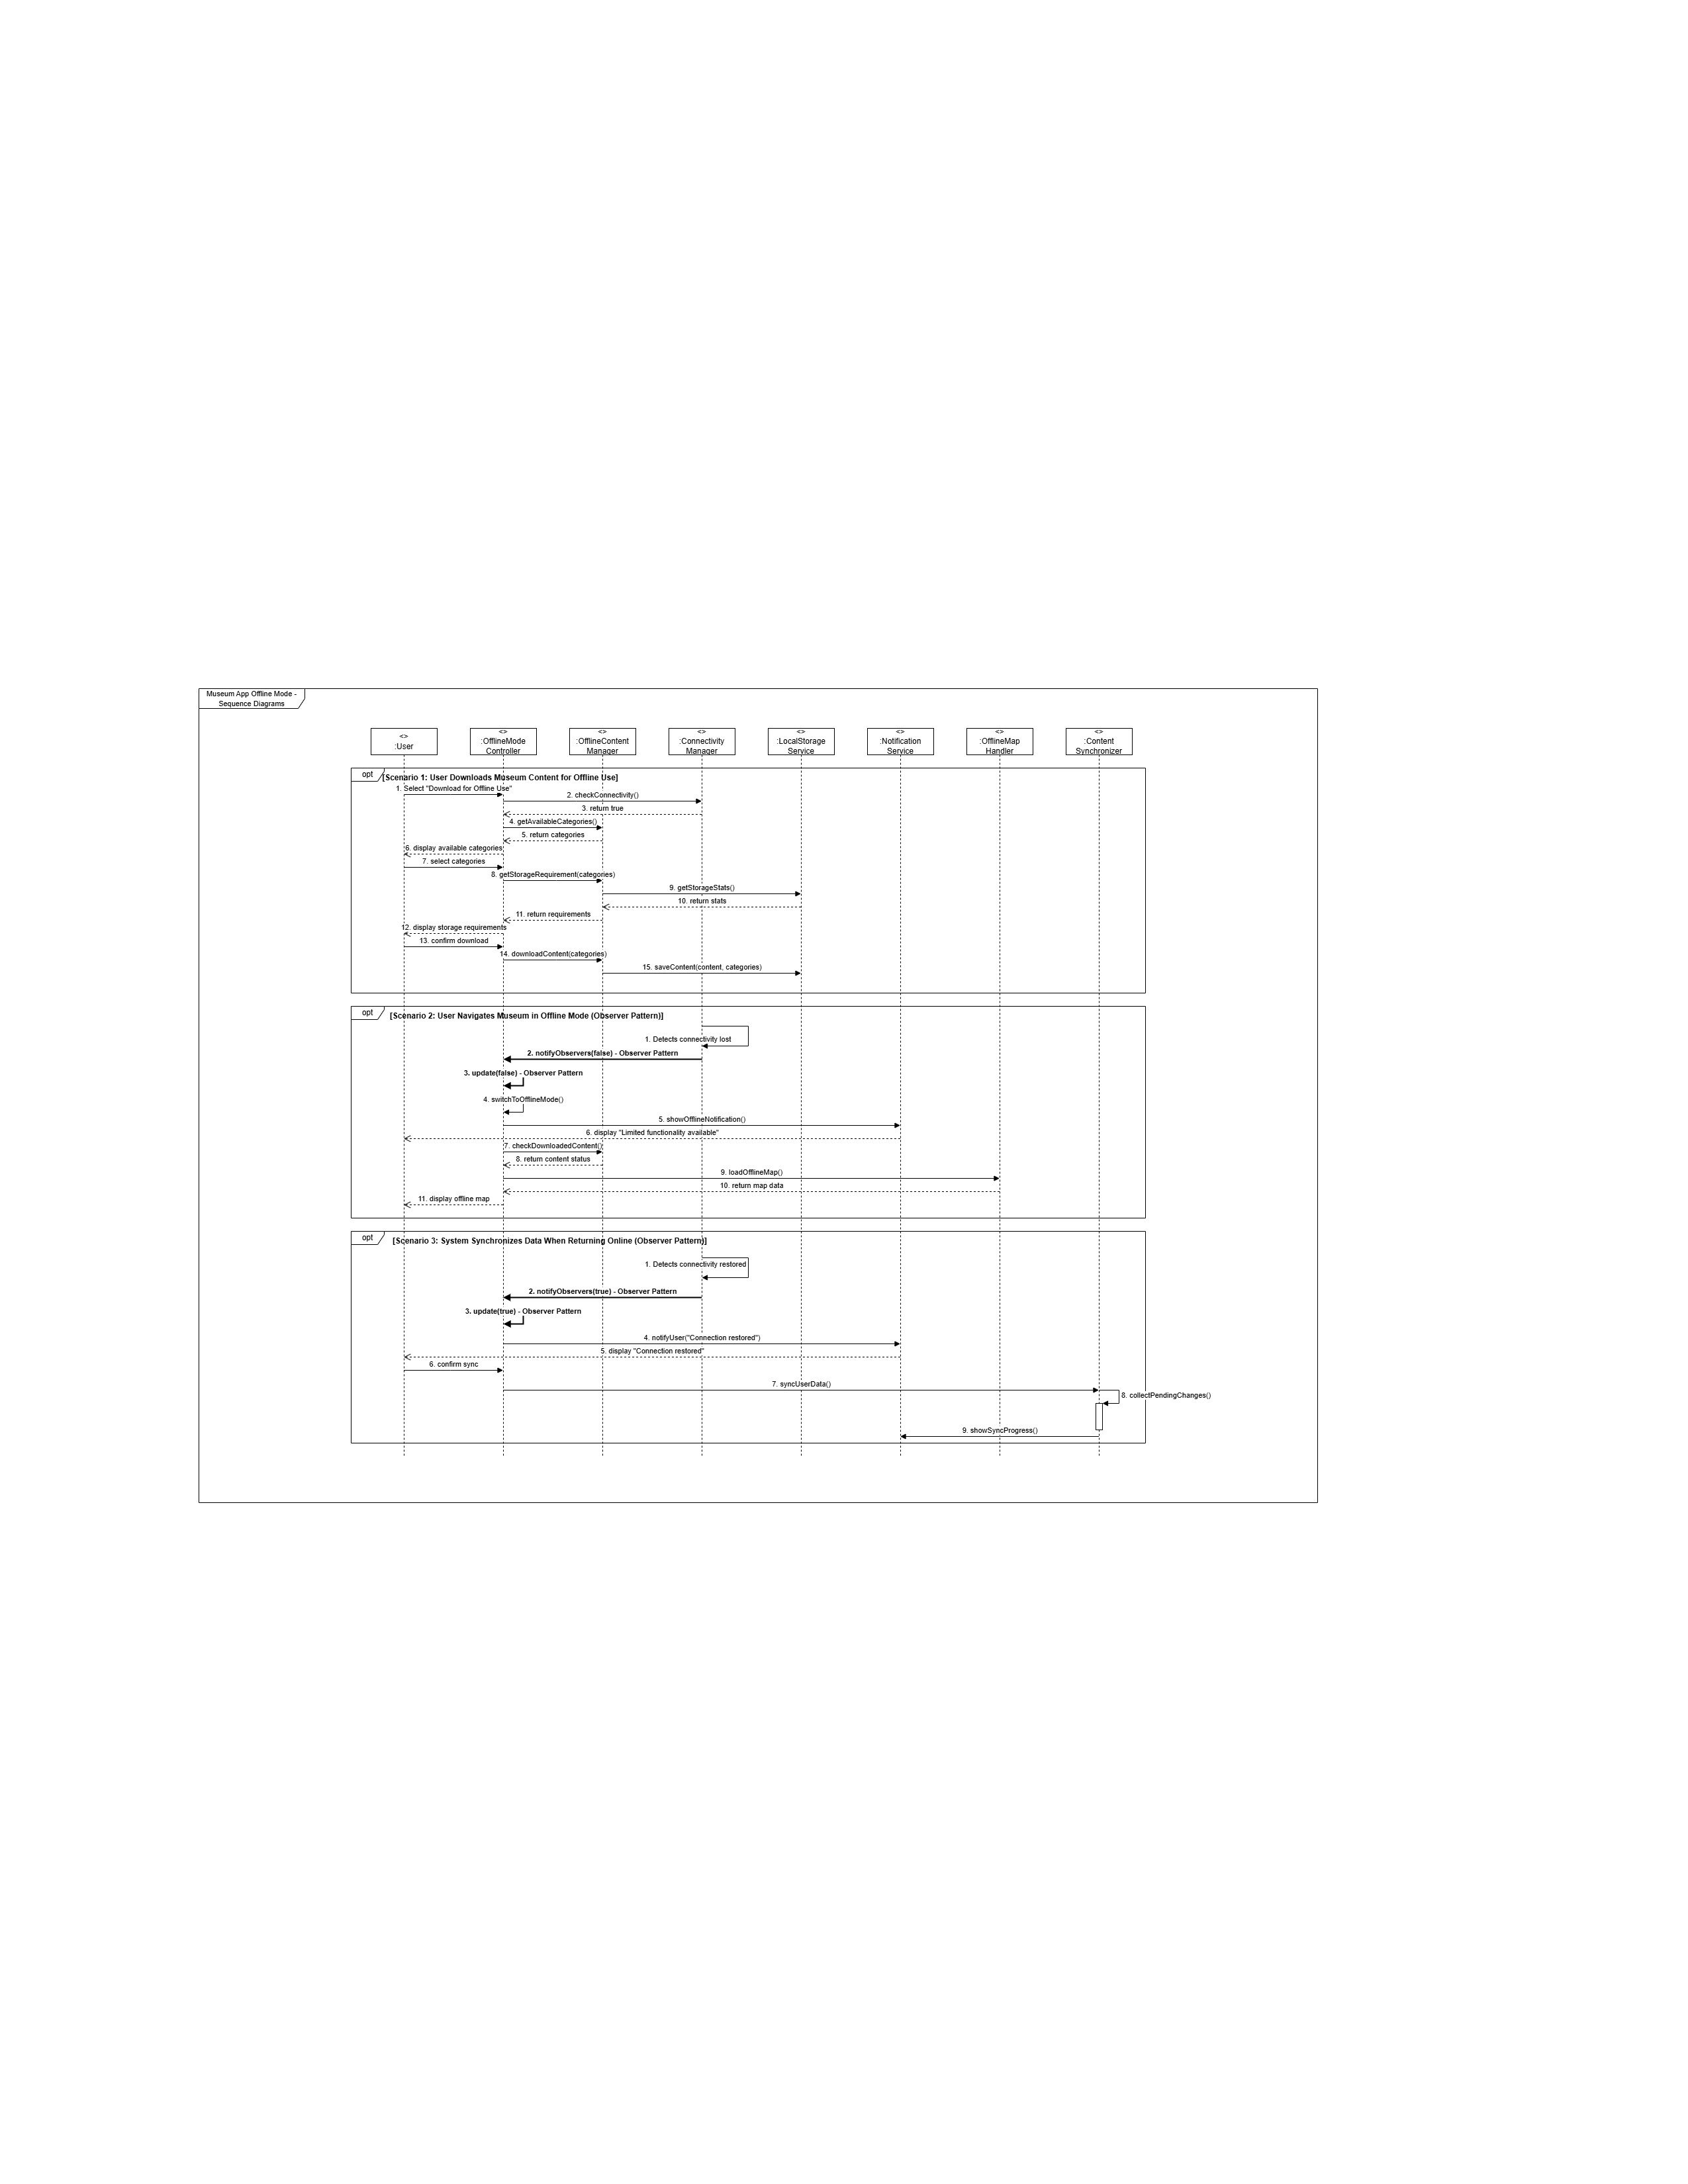 Museum App Offline Mode -
Sequence Diagrams
<>
:User
<>
:OfflineMode
Controller
<>
:OfflineContent
Manager
<>
:Connectivity
Manager
<>
:LocalStorage
Service
<>
:Notification
Service
<>
:OfflineMap
Handler
<>
:Content
Synchronizer
opt
[Scenario 1: User Downloads Museum Content for Offline Use]
1. Select "Download for Offline Use"
2. checkConnectivity()
3. return true
4. getAvailableCategories()
5. return categories
6. display available categories
7. select categories
8. getStorageRequirement(categories)
9. getStorageStats()
10. return stats
11. return requirements
12. display storage requirements
13. confirm download
14. downloadContent(categories)
15. saveContent(content, categories)
opt
[Scenario 2: User Navigates Museum in Offline Mode (Observer Pattern)]
1. Detects connectivity lost
2. notifyObservers(false) - Observer Pattern
3. update(false) - Observer Pattern
4. switchToOfflineMode()
5. showOfflineNotification()
6. display "Limited functionality available"
7. checkDownloadedContent()
8. return content status
9. loadOfflineMap()
10. return map data
11. display offline map
opt
[Scenario 3: System Synchronizes Data When Returning Online (Observer Pattern)]
1. Detects connectivity restored
2. notifyObservers(true) - Observer Pattern
3. update(true) - Observer Pattern
4. notifyUser("Connection restored")
5. display "Connection restored"
6. confirm sync
7. syncUserData()
8. collectPendingChanges()
9. showSyncProgress()